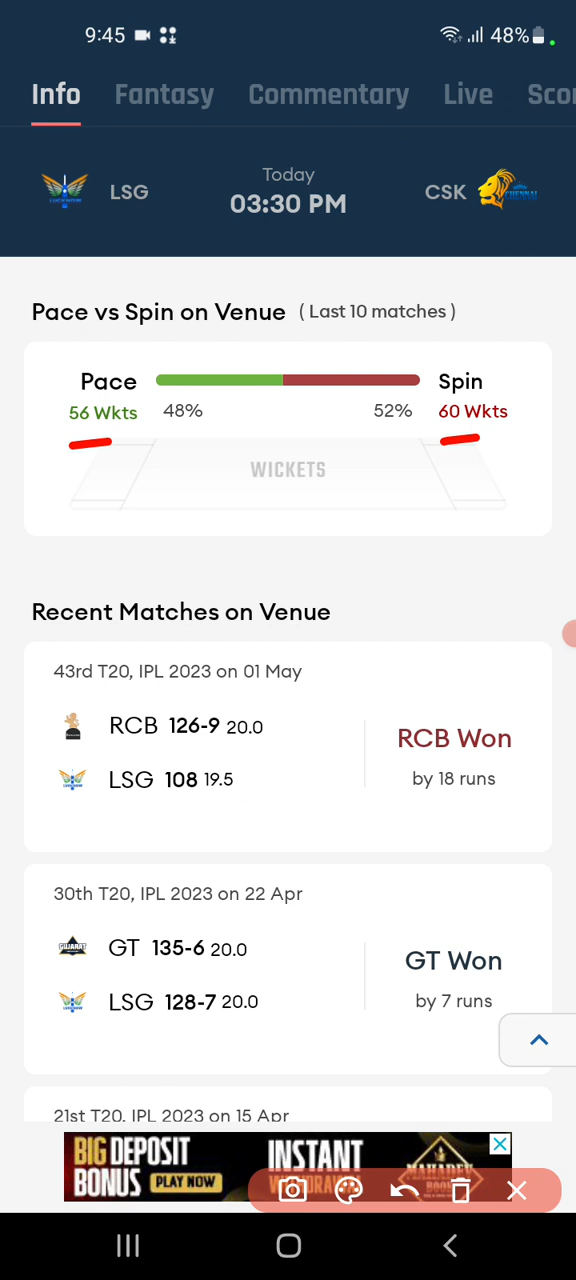 9:45 48%
Info Fantasy Commentary Live Scor
Today
LSG 03:30 PM CSK
Pace vs Spin on Venue ( Last 10 matches )
Pace Spin
56 Wkts 48% 52% 60 Wkts
WICKETS
Recent Matches on Venue
43rd T20, IPL 2023 on 01 May
RCB 126-9 20.0
RCB Won
LSG 108 19.5
by 18 runs
30th T20, IPL 2023 on 22 Apr
GT 135-6 20.0
GT Won
LSG 128-7 20.0
by 7 runs
21st T20, IPL 2023 on 15 Apr
BIG DEPOSIT INSTANT
BONUS PLAY NOW